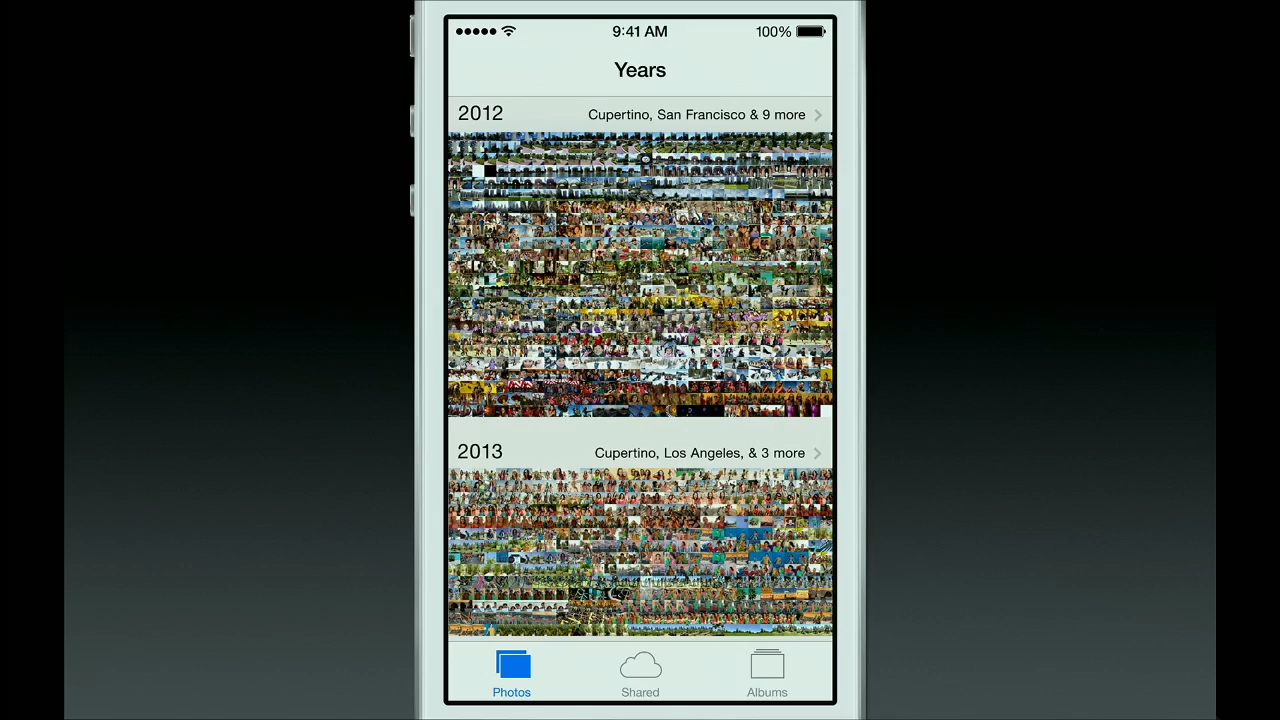 9:41 AM
100%
Years
2012
Cupertino, San Francisco & 9 more
2013
Cupertino, Los Angeles, & 3 more
Photos
Shared
Albums